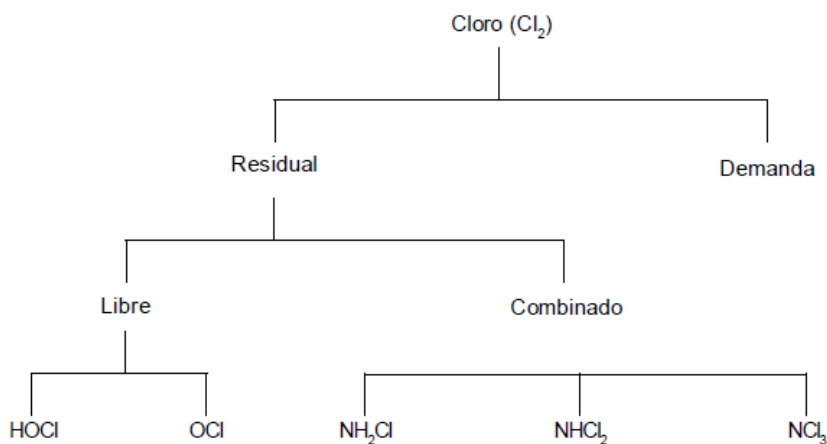 Cloro (Cl₂)
Residual
Demanda
Libre
Combinado
HOCl
OCl
NH₂Cl
NHCl₂
NCl₃